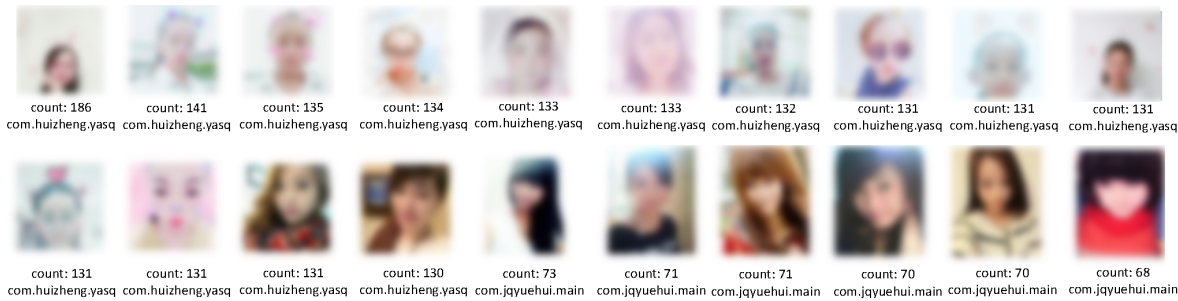 count: 186 count: 141 count: 135 count: 134 count: 133 count: 133 count: 132 count: 131 count: 131 count: 131
com.huizheng.yasq com.huizheng.yasq com.huizheng.yasq com.huizheng.yasq com.huizheng.yasq com.huizheng.yasq com.huizheng.yasq com.huizheng.yasq com.huizheng.yasq com.huizheng.yasq
count: 131 count: 131 count: 131 count: 130 count: 73 count: 71 count: 71 count: 70 count: 70 count: 68
com.huizheng.yasq com.huizheng.yasq com.huizheng.yasq com.huizheng.yasq com.jqyuehui.main com.jqyuehui.main com.jqyuehui.main com.jqyuehui.main com.jqyuehui.main com.jqyuehui.main